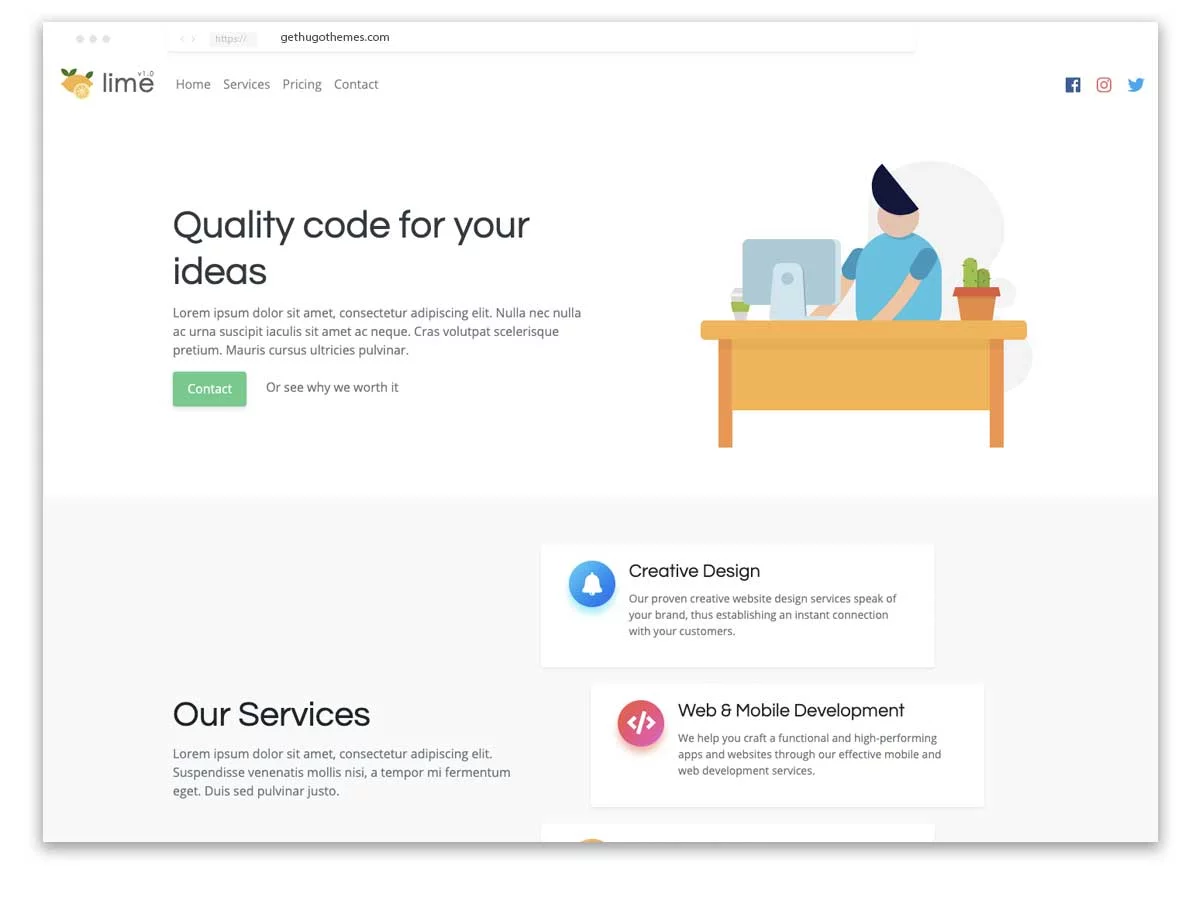 https://
gethugothemes.com
lime
v1.0
Home Services Pricing Contact
Quality code for your
ideas
Lorem ipsum dolor sit amet, consectetur adipiscing elit. Nulla nec nulla
ac urna suscipit iaculis sit amet ac neque. Cras volutpat scelerisque
pretium. Mauris cursus ultricies pulvinar.
Contact
Or see why we worth it
Creative Design
Our proven creative website design services speak of
your brand, thus establishing an instant connection
with your customers.
Our Services
Lorem ipsum dolor sit amet, consectetur adipiscing elit.
Suspendisse venenatis mollis nisi, a tempor mi fermentum
eget. Duis sed pulvinar justo.
Web & Mobile Development
We help you craft a functional and high-performing
apps and websites through our effective mobile and
web development services.